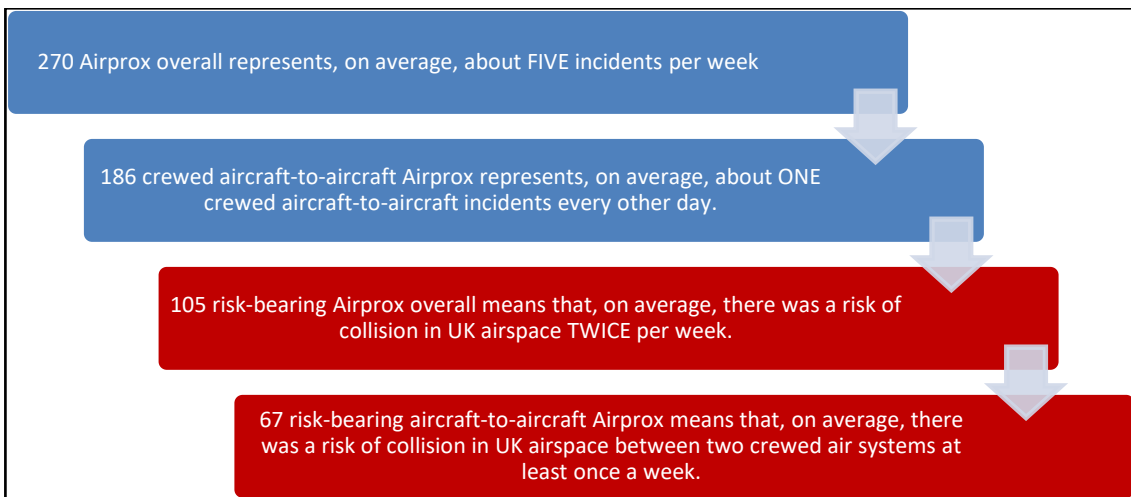 270 Airprox overall represents, on average, about FIVE incidents per week
186 crewed aircraft-to-aircraft Airprox represents, on average, about ONE
crewed aircraft-to-aircraft incidents every other day.
105 risk-bearing Airprox overall means that, on average, there was a risk of
collision in UK airspace TWICE per week.
67 risk-bearing aircraft-to-aircraft Airprox means that, on average, there
was a risk of collision in UK airspace between two crewed air systems at
least once a week.